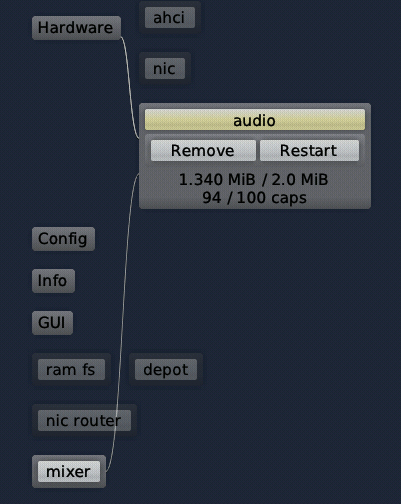 Hardware
ahci
nic
audio
Remove
Restart
1.340 MiB / 2.0 MiB
94 / 100 caps
Config
Info
GUI
ram fs
depot
nic router
mixer